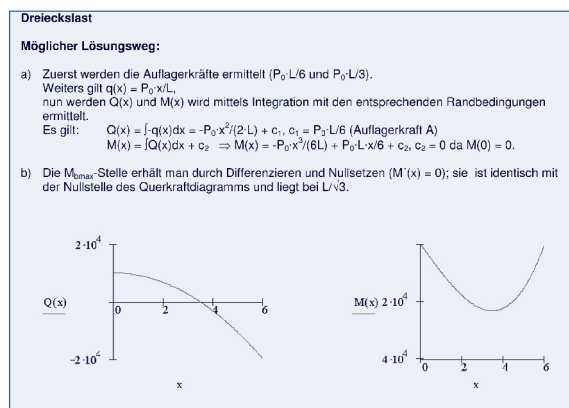 Dreieckslast
Möglicher Lösungsweg:
a) Zuerst werden die Auflagerkräfte ermittelt (P₀·L/6 und P₀·L/3).
Weiters gilt q(x) = P₀·x/L,
nun werden Q(x) und M(x) wird mittels Integration mit den entsprechenden Randbedingungen
ermittelt.
Es gilt: Q(x) = ∫-q(x)dx = -P₀·x²/(2·L) + c₁, c₁ = P₀·L/6 (Auflagerkraft A)
M(x) = ∫Q(x)dx + c₂ ⇒ M(x) = -P₀·x³/(6L) + P₀·L·x/6 + c₂, c₂ = 0 da M(0) = 0.
b) Die Mbmax-Stelle erhält man durch Differenzieren und Nullsetzen (M´(x) = 0); sie ist identisch mit
der Nullstelle des Querkraftdiagramms und liegt bei L/√3.
2·10⁴
Q(x)
0 2 4 6
-2·10⁴
x
M(x) 2·10⁴
4·10⁴
0 2 4 6
x